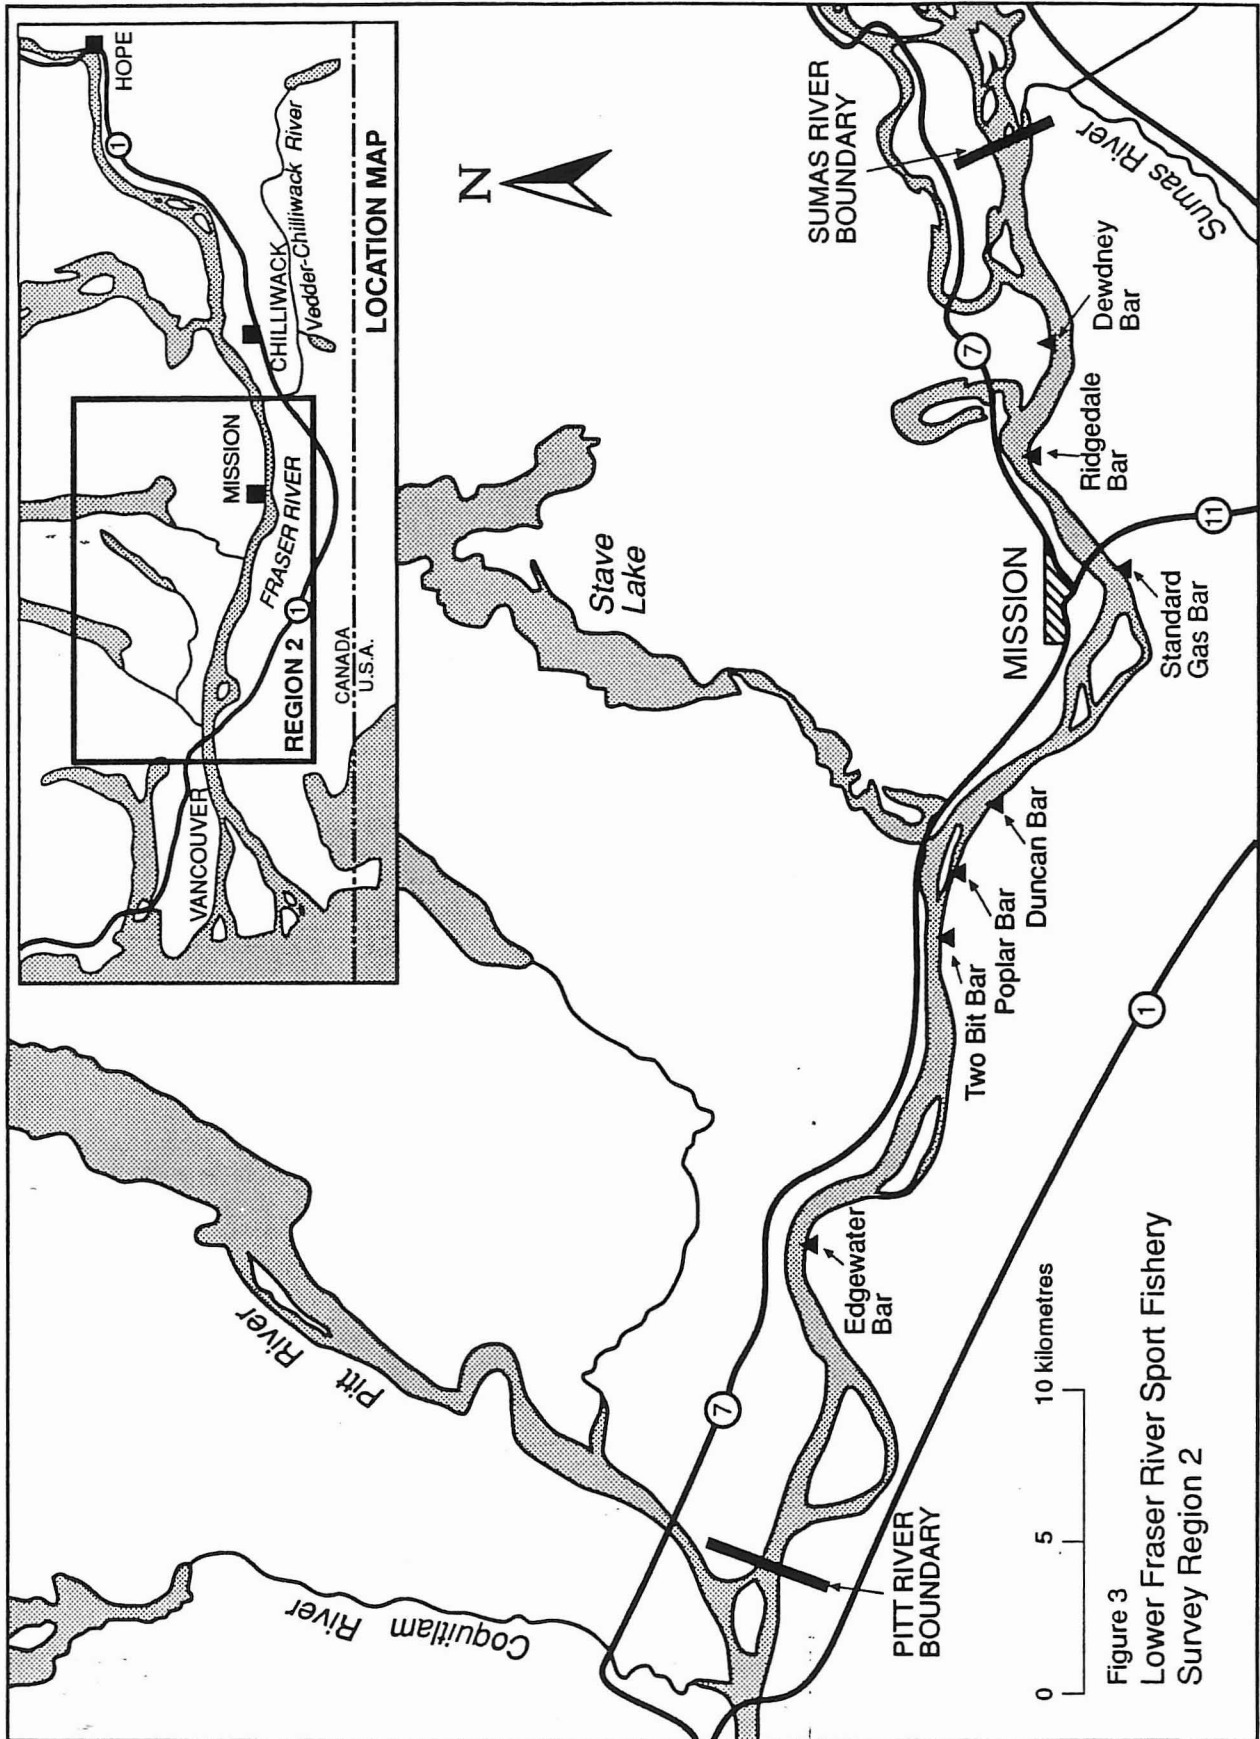 HOPE
1
CHILLIWACK
Vedder-Chilliwack River
MISSION
FRASER RIVER
1
REGION 2
VANCOUVER
CANADA
U.S.A.
LOCATION MAP
N
Coquitlam
River
Pitt
River
Stave
Lake
7
PITT RIVER
BOUNDARY
Edgewater
Bar
Two Bit Bar
Poplar Bar
Duncan Bar
MISSION
Standard
Gas Bar
11
Ridgedale
Bar
7
Dewdney
Bar
SUMAS RIVER
BOUNDARY
Sumas River
1
0
5
10 kilometres
Figure 3
Lower Fraser River Sport Fishery
Survey Region 2